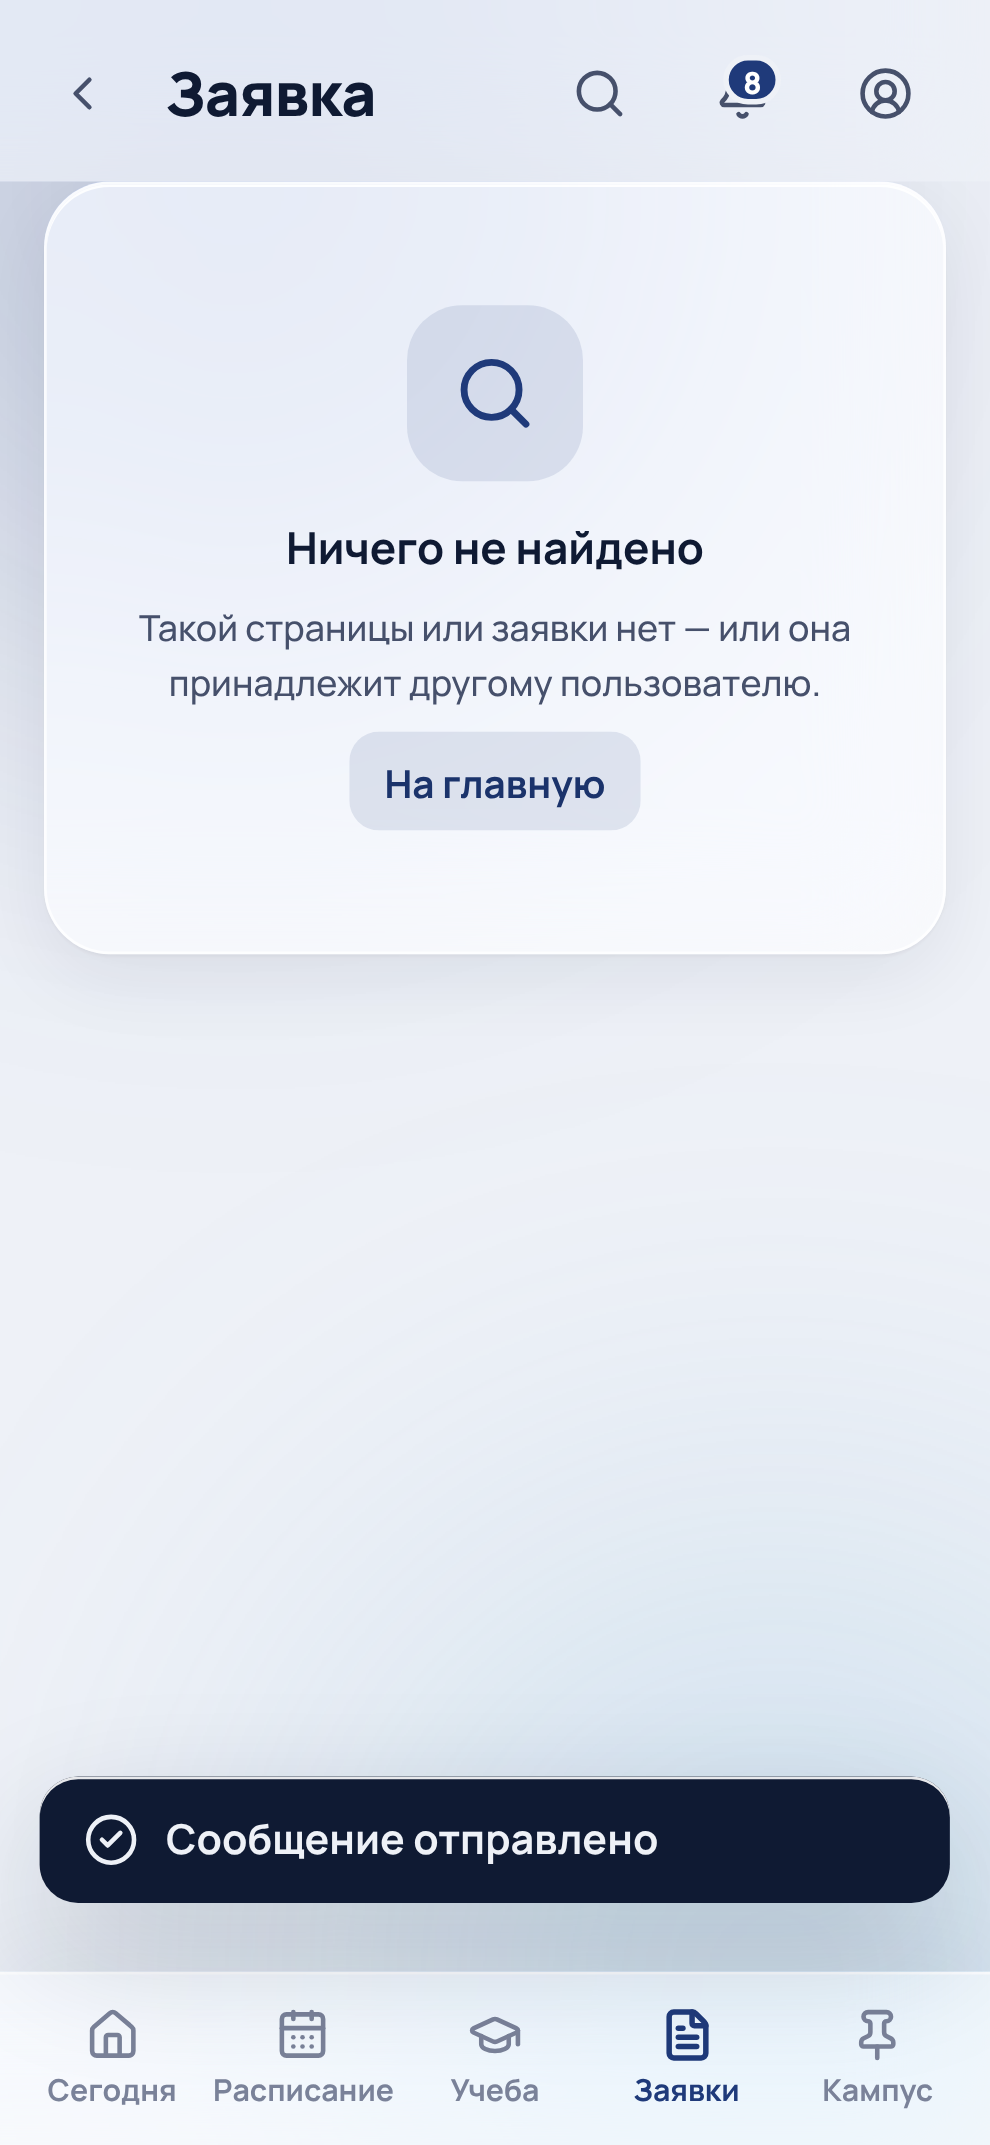 Заявка
8
Ничего не найдено
Такой страницы или заявки нет — или она
принадлежит другому пользователю.
На главную
Сообщение отправлено
Сегодня
Расписание
Учеба
Заявки
Кампус